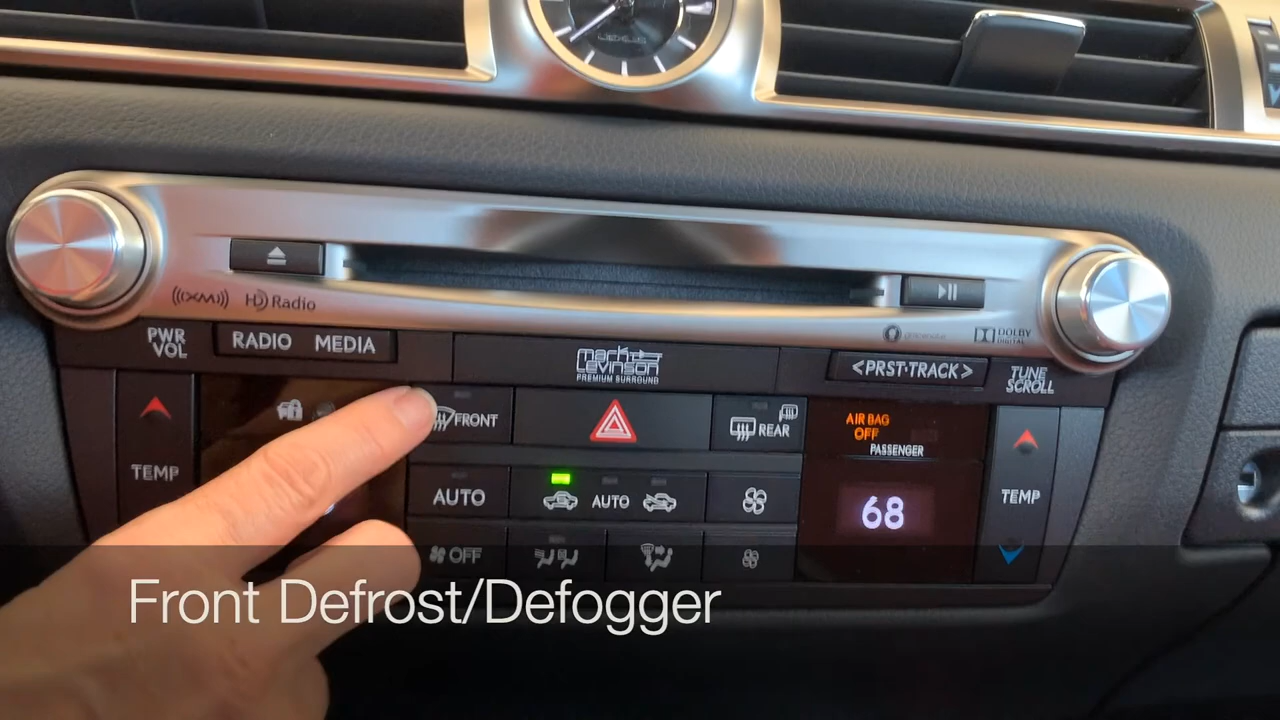 LEXUS
(((XM)))
HD Radio
DOLBY
DIGITAL
PWR
VOL
RADIO MEDIA
mark
Levinson
PREMIUM SURROUND
<PRST·TRACK>
TUNE
SCROLL
TEMP
FRONT
REAR
AIR BAG
OFF
PASSENGER
AUTO
AUTO
68
TEMP
OFF
Front Defrost/Defogger